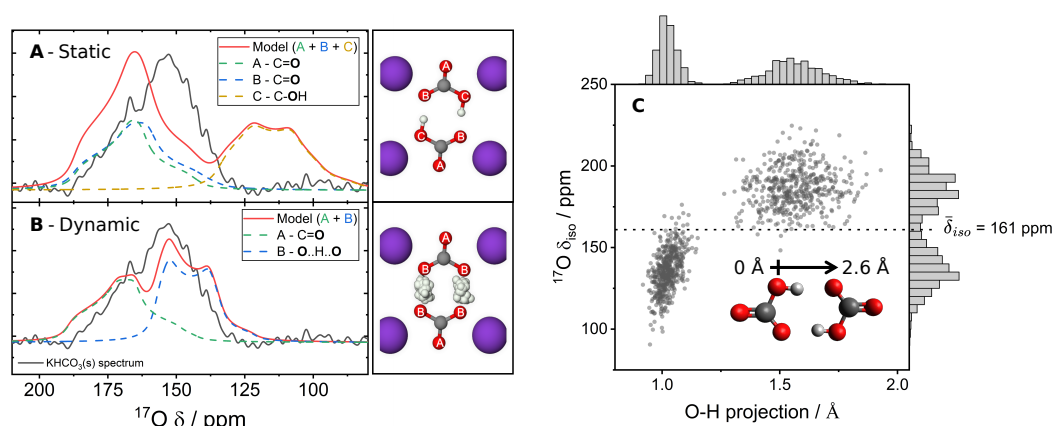 A - Static
Model (A + B + C)
A - C=O
B - C=O
C - C-OH
A
B
C
C
B
A
B - Dynamic
Model (A + B)
A - C=O
B - O..H..O
KHCO₃(s) spectrum
A
B
B
B
B
A
210
175
150
125
100
¹⁷O δ / ppm
C
250
200
150
100
¹⁷O δiso / ppm
δ̄iso = 161 ppm
0 Å
2.6 Å
1.0
1.5
2.0
O-H projection / Å